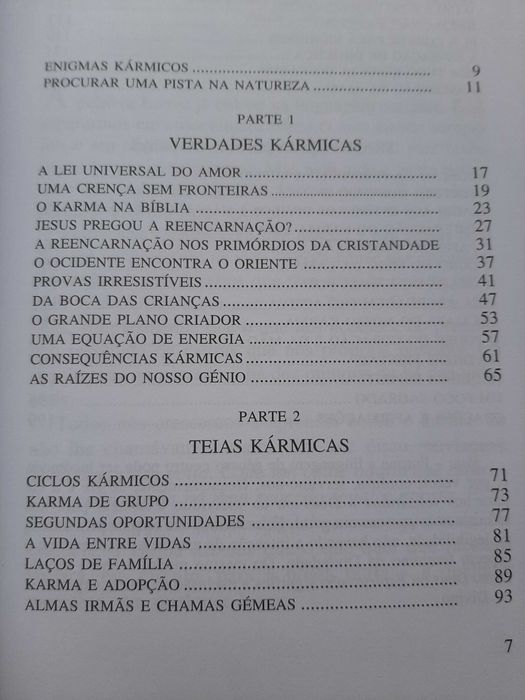 ENIGMAS KÁRMICOS ........................................................ 9
PROCURAR UMA PISTA NA NATUREZA ........................... 11
PARTE 1
VERDADES KÁRMICAS
A LEI UNIVERSAL DO AMOR ........................................ 17
UMA CRENÇA SEM FRONTEIRAS .................................. 19
O KARMA NA BÍBLIA .................................................. 23
JESUS PREGOU A REENCARNAÇÃO? ............................. 27
A REENCARNAÇÃO NOS PRIMÓRDIOS DA CRISTANDADE 31
O OCIDENTE ENCONTRA O ORIENTE ............................ 37
PROVAS IRRESISTÍVEIS ................................................ 41
DA BOCA DAS CRIANÇAS ............................................ 47
O GRANDE PLANO CRIADOR ........................................ 53
UMA EQUAÇÃO DE ENERGIA ....................................... 57
CONSEQUÊNCIAS KÁRMICAS ........................................ 61
AS RAÍZES DO NOSSO GÉNIO ....................................... 65
PARTE 2
TEIAS KÁRMICAS
CICLOS KÁRMICOS ...................................................... 71
KARMA DE GRUPO ...................................................... 73
SEGUNDAS OPORTUNIDADES ........................................ 77
A VIDA ENTRE VIDAS .................................................. 81
LAÇOS DE FAMÍLIA ...................................................... 85
KARMA E ADOPÇÃO .................................................... 89
ALMAS IRMÃS E CHAMAS GÉMEAS ................................ 93
7